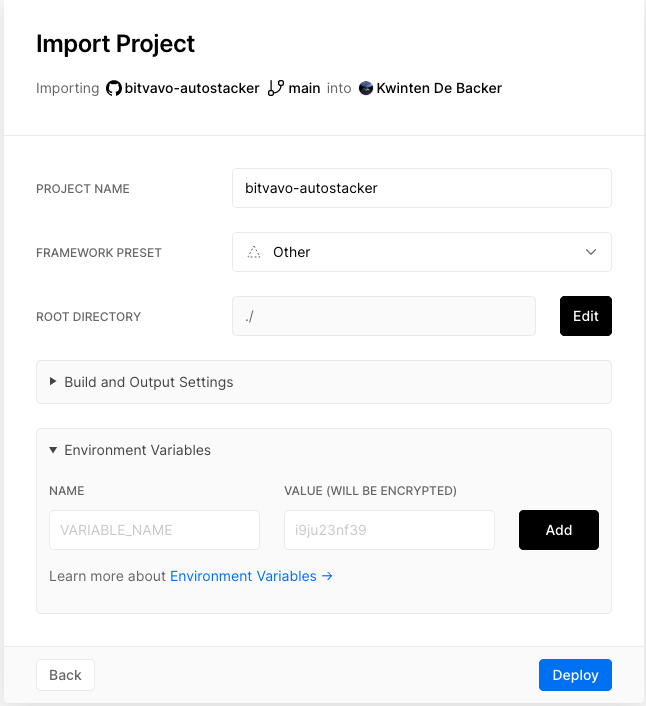 Import Project
Importing bitvavo-autostacker main into Kwinten De Backer
PROJECT NAME bitvavo-autostacker
FRAMEWORK PRESET Other
ROOT DIRECTORY ./ Edit
Build and Output Settings
Environment Variables
NAME VALUE (WILL BE ENCRYPTED)
VARIABLE_NAME i9ju23nf39 Add
Learn more about Environment Variables →
Back Deploy